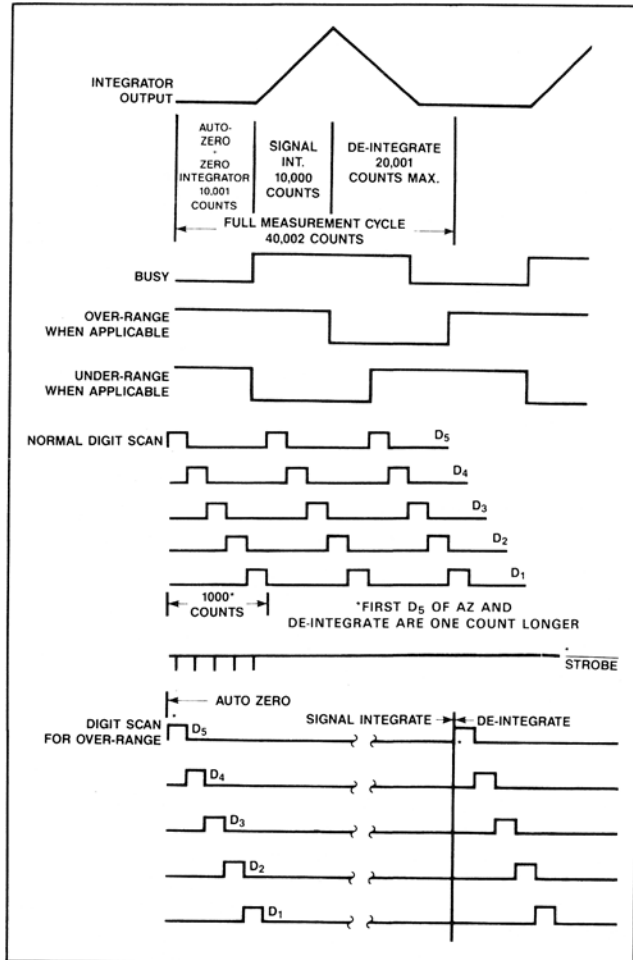 INTEGRATOR
OUTPUT
AUTO-
ZERO
+
ZERO
INTEGRATOR
10,001
COUNTS
SIGNAL
INT.
10,000
COUNTS
DE-INTEGRATE
20,001
COUNTS MAX.
FULL MEASUREMENT CYCLE
40,002 COUNTS
BUSY
OVER-RANGE
WHEN APPLICABLE
UNDER-RANGE
WHEN APPLICABLE
NORMAL DIGIT SCAN
D5
D4
D3
D2
D1
1000*
COUNTS
*FIRST D5 OF AZ AND
DE-INTEGRATE ARE ONE COUNT LONGER
STROBE
AUTO ZERO
SIGNAL INTEGRATE
DE-INTEGRATE
DIGIT SCAN
FOR OVER-RANGE
* D5
*
D4
D3
D2
D1